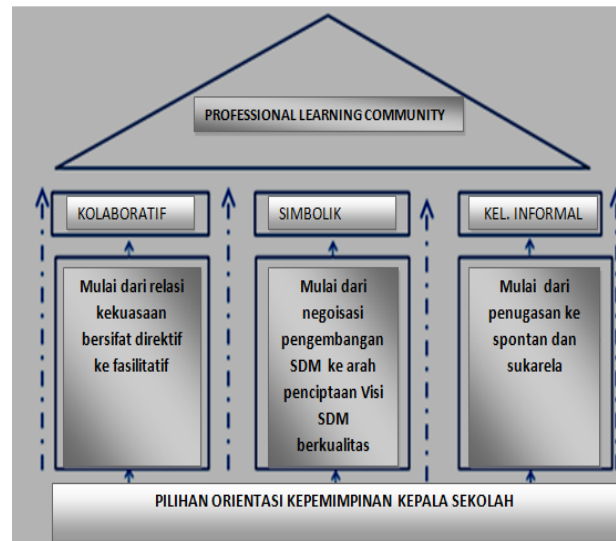 PROFESSIONAL LEARNING COMMUNITY
KOLABORATIF
SIMBOLIK
KEL. INFORMAL
Mulai dari relasi
kekuasaan
bersifat direktif
ke fasilitatif
Mulai dari
negoisasi
pengembangan
SDM ke arah
penciptaan Visi
SDM
berkualitas
Mulai dari
penugasan ke
spontan dan
sukarela
PILIHAN ORIENTASI KEPEMIMPINAN KEPALA SEKOLAH